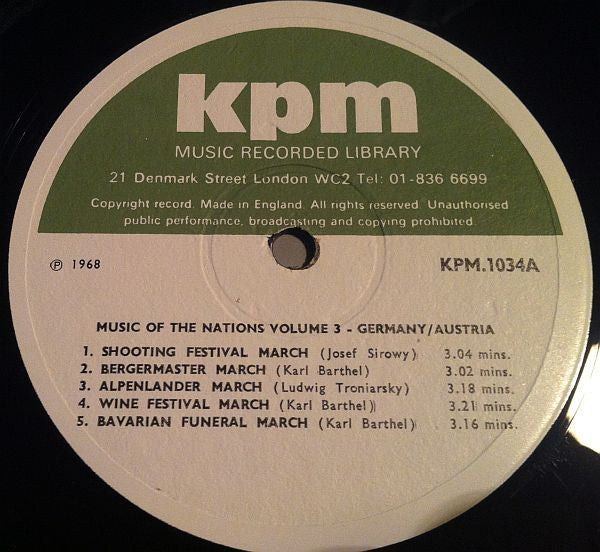 kpm
MUSIC RECORDED LIBRARY
21 Denmark Street London WC2 Tel: 01-836 6699
Copyright record. Made in England. All rights reserved. Unauthorised
public performance, broadcasting and copying prohibited.
℗ 1968 KPM.1034A
MUSIC OF THE NATIONS VOLUME 3 - GERMANY/AUSTRIA
1. SHOOTING FESTIVAL MARCH (Josef Sirowy) 3.04 mins.
2. BERGERMASTER MARCH (Karl Barthel) 3.02 mins.
3. ALPENLANDER MARCH (Ludwig Troniarsky) 3.18 mins.
4. WINE FESTIVAL MARCH (Karl Barthel) 3.21 mins.
5. BAVARIAN FUNERAL MARCH (Karl Barthel) 3.16 mins.